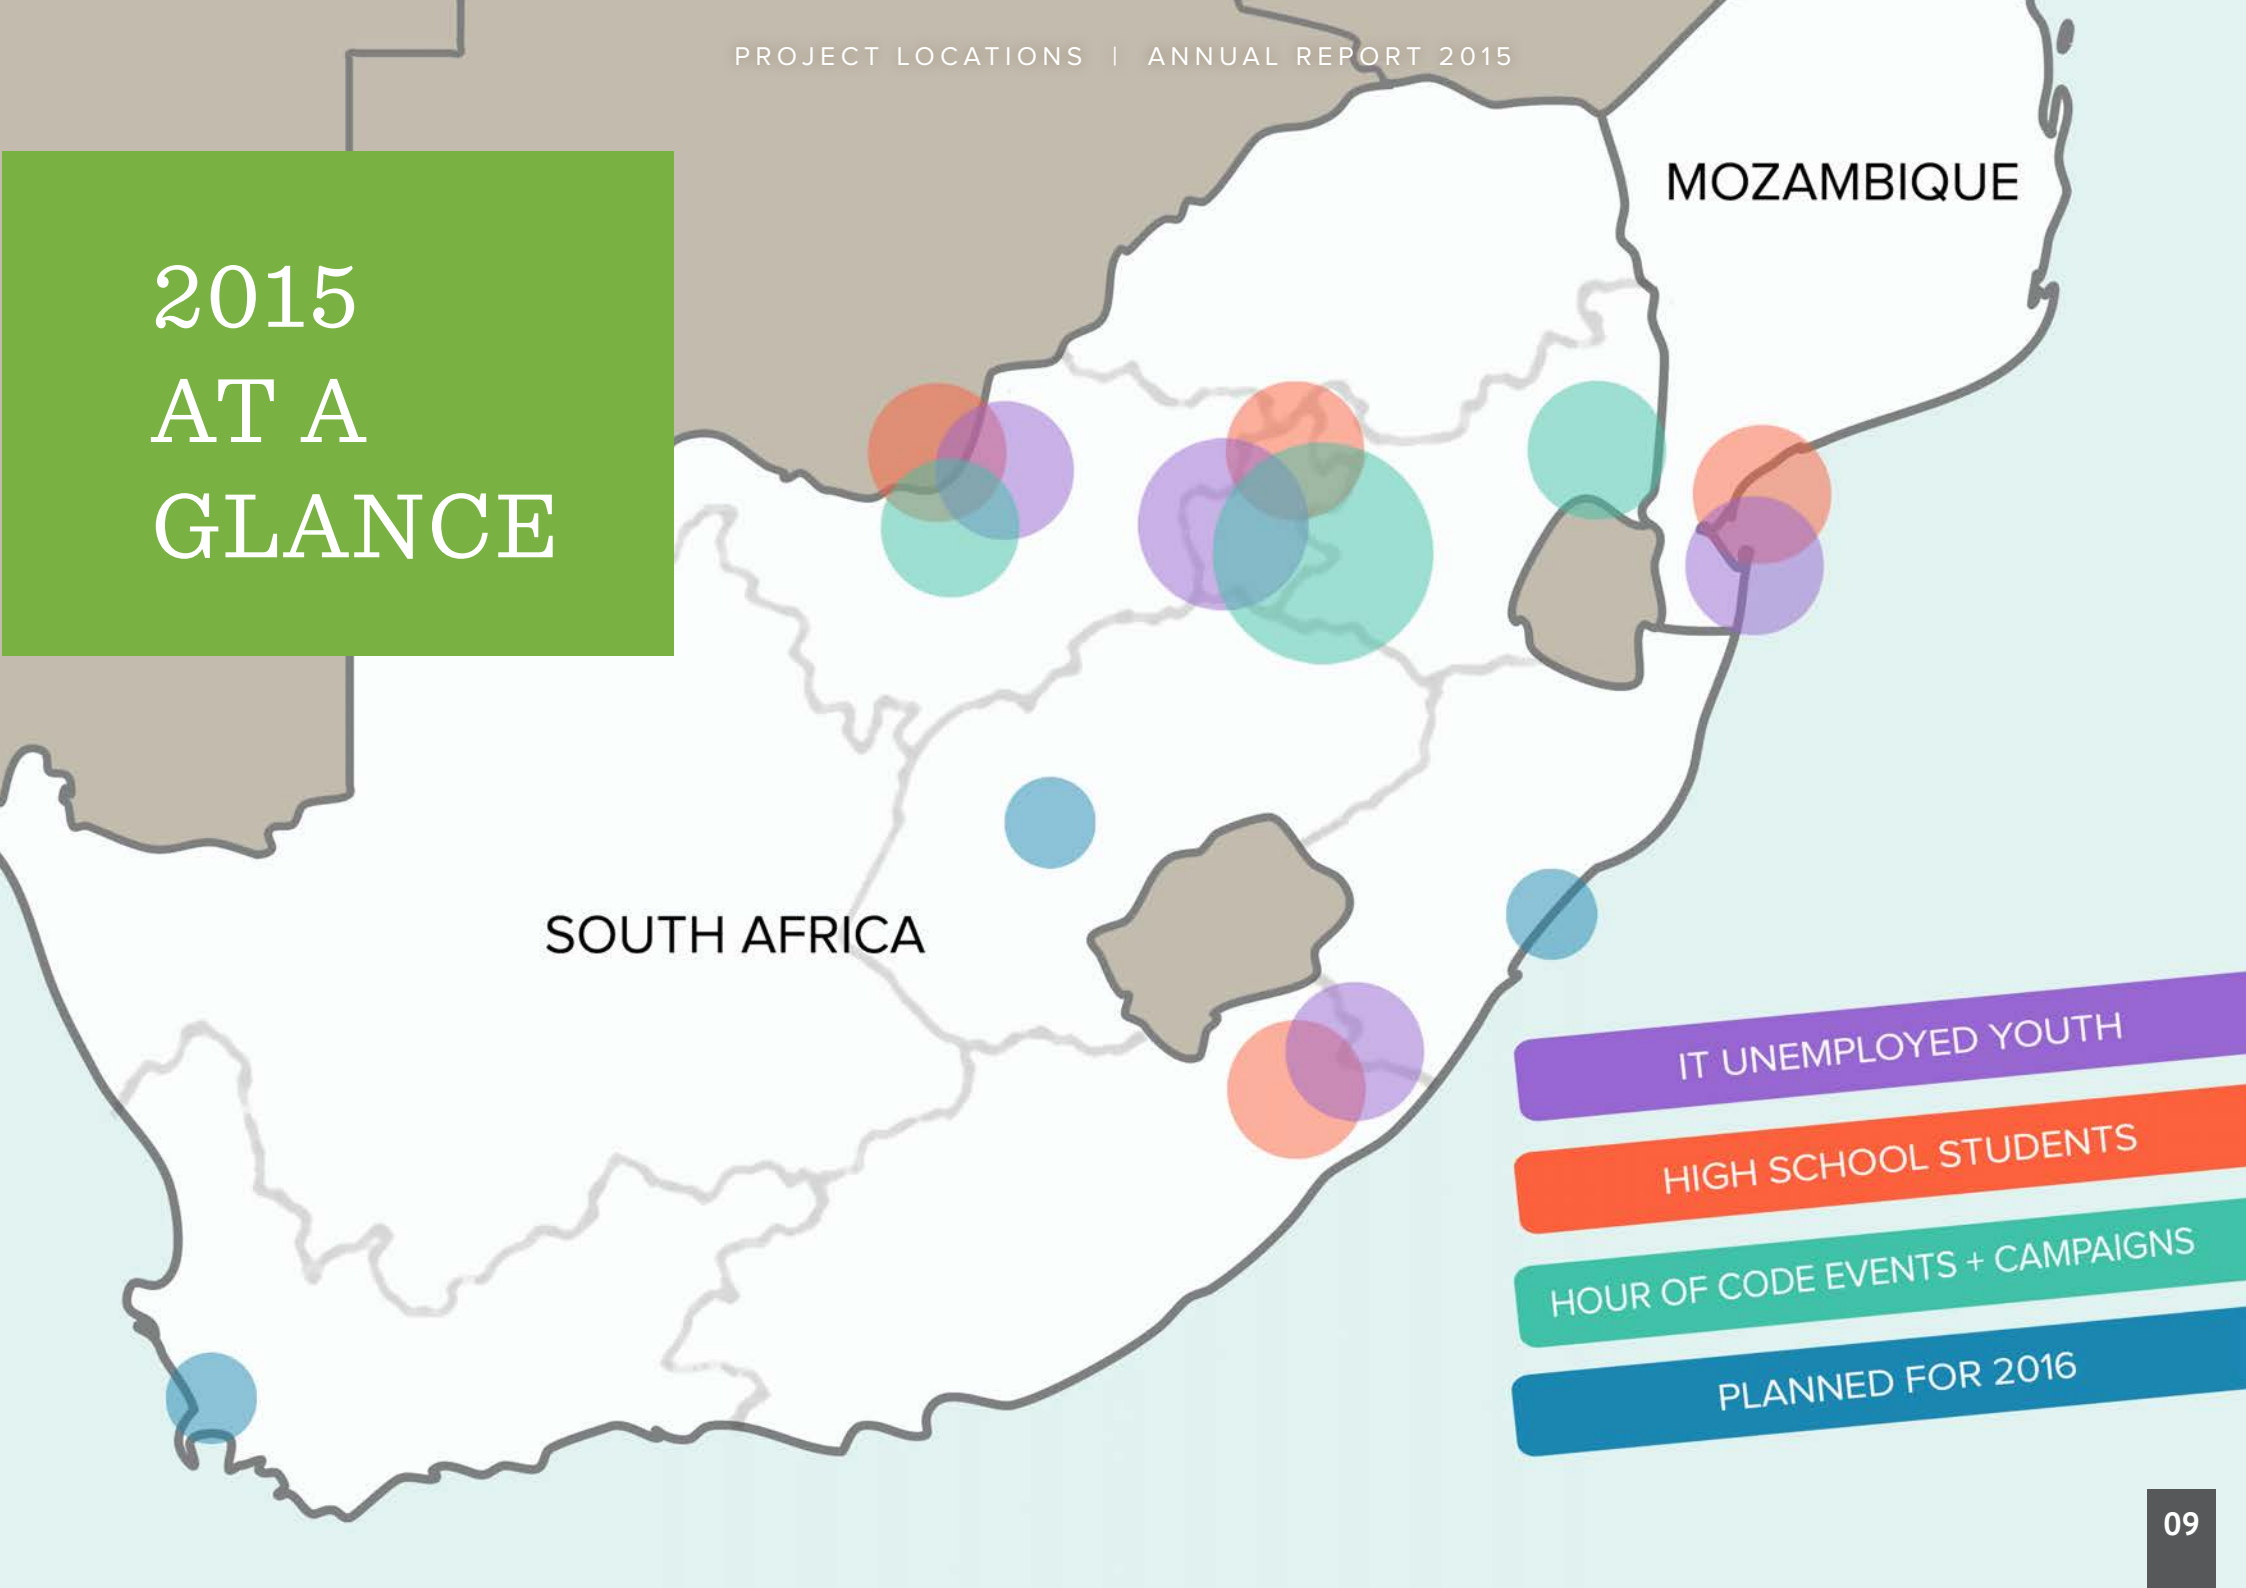 PROJECT LOCATIONS | ANNUAL REPORT 2015
2015
AT A
GLANCE
MOZAMBIQUE
SOUTH AFRICA
IT UNEMPLOYED YOUTH
HIGH SCHOOL STUDENTS
HOUR OF CODE EVENTS + CAMPAIGNS
PLANNED FOR 2016
09